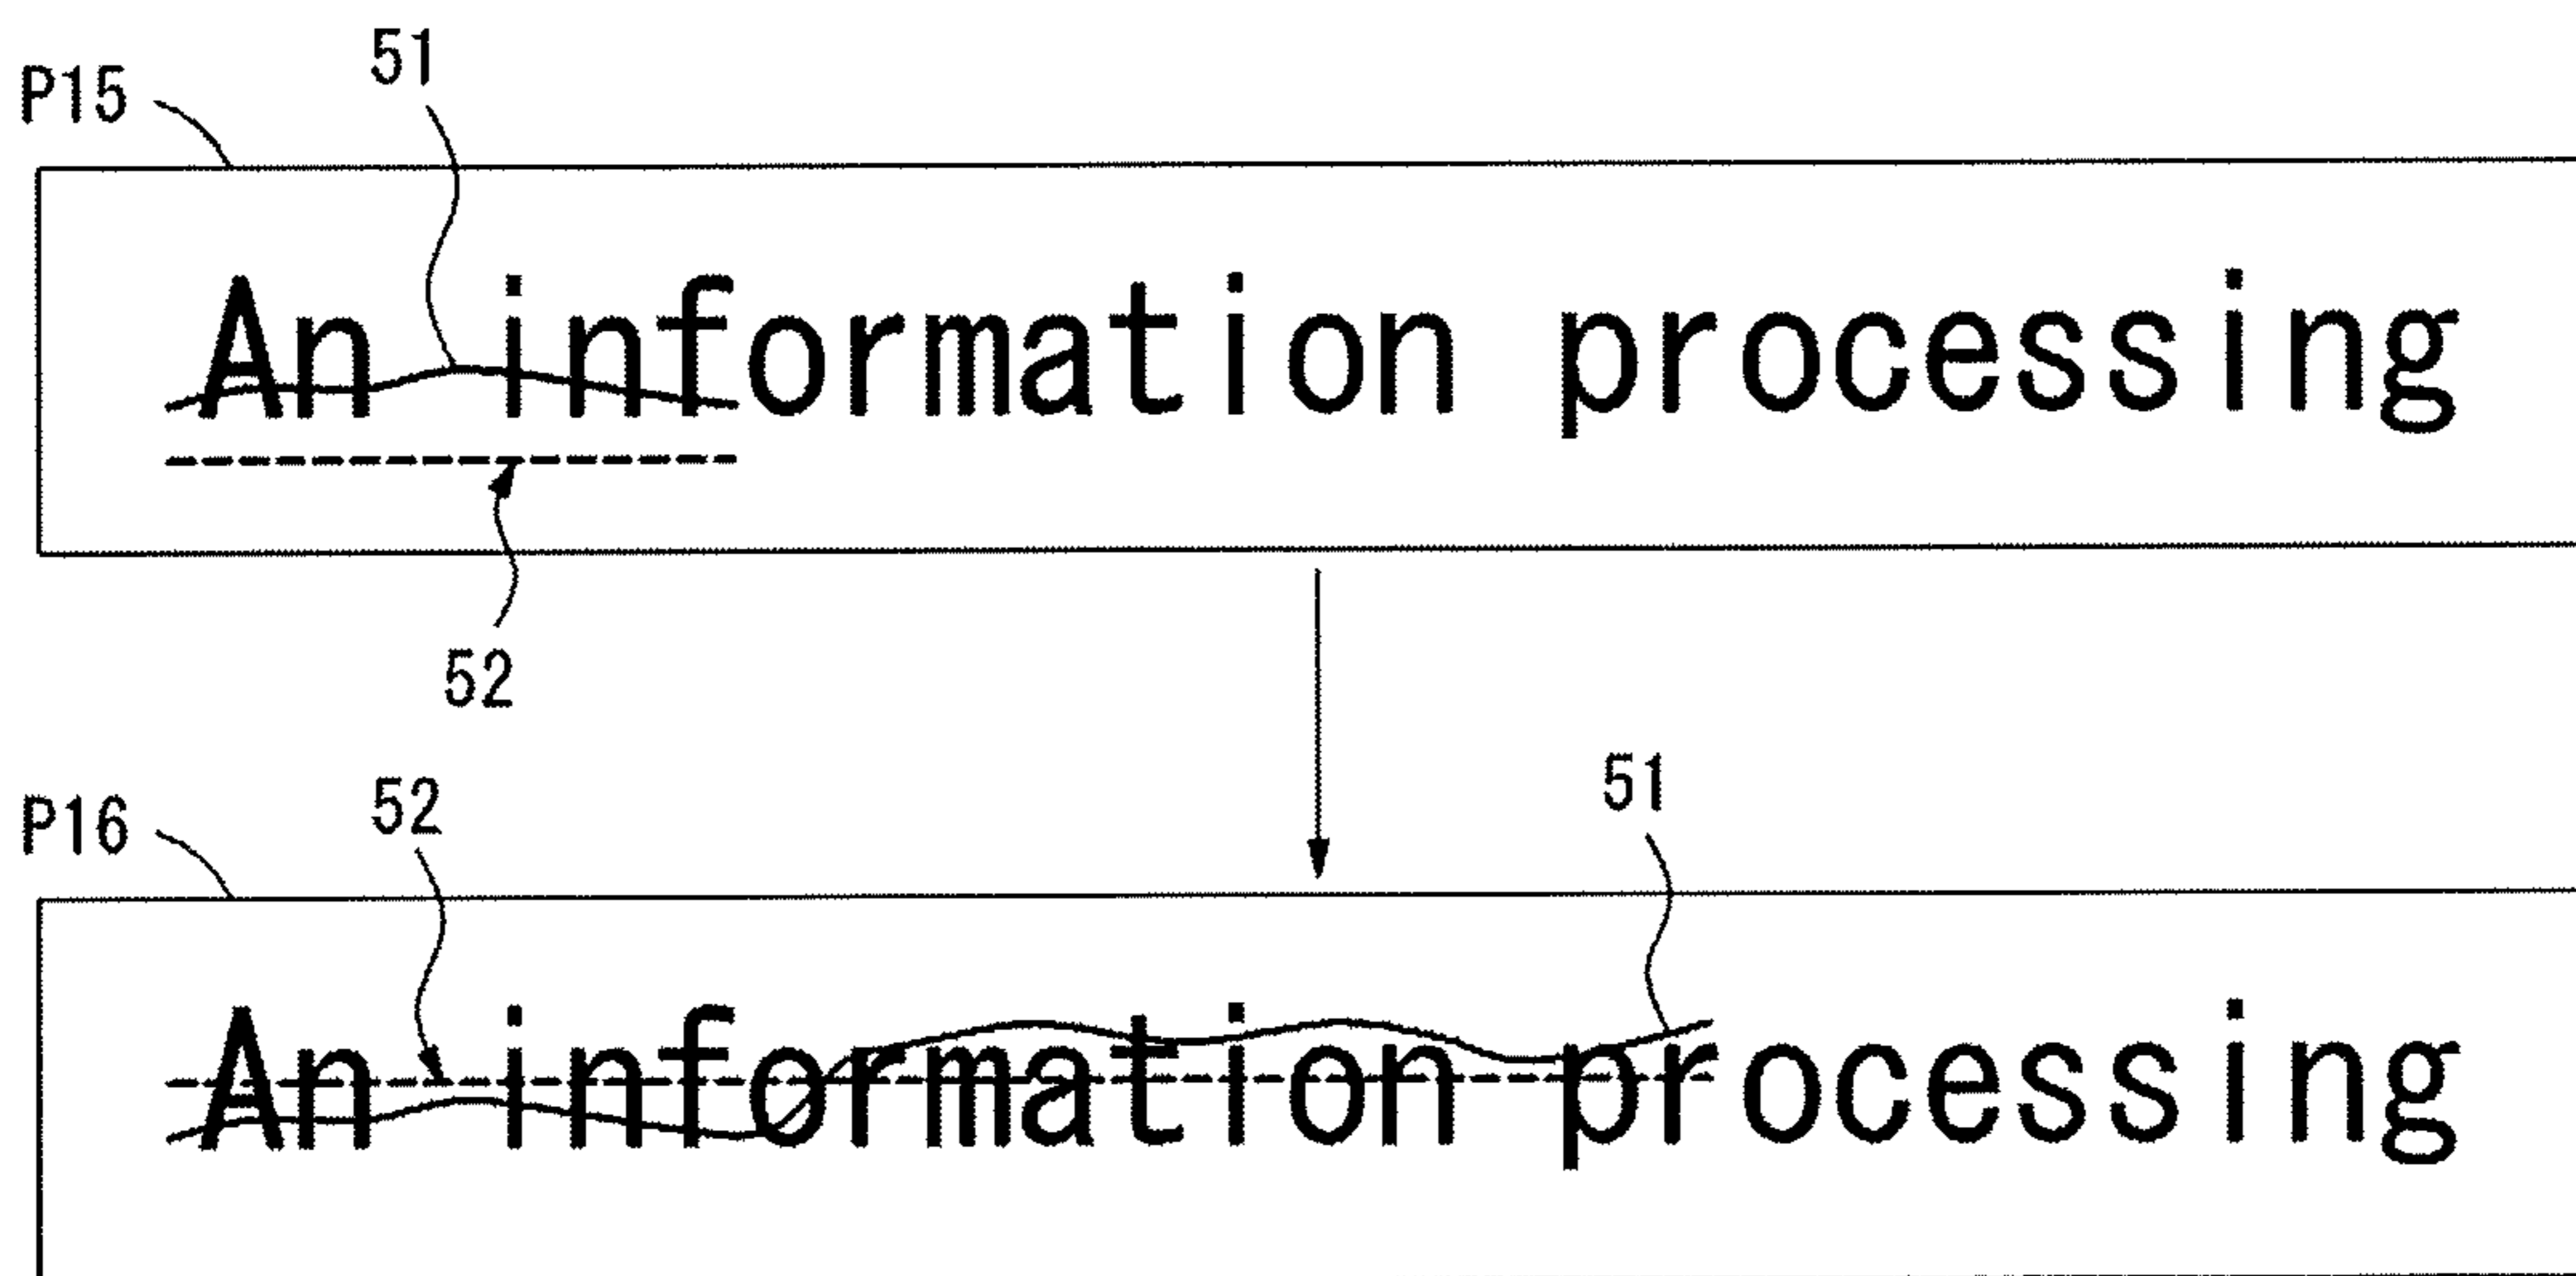 51
P15
An information processing
52
51
52
P16
An information processing